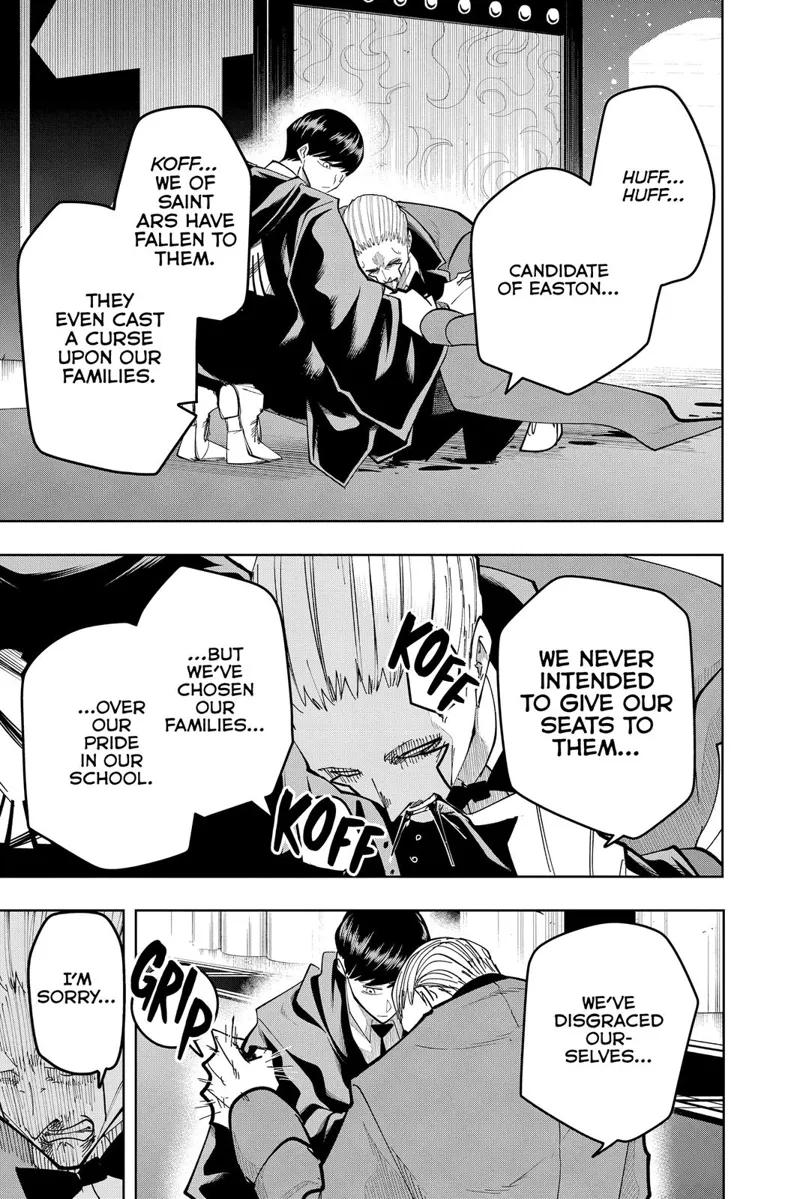 HUFF...
HUFF...
CANDIDATE
OF EASTON...
KOFF...
WE OF
SAINT
ARS HAVE
FALLEN TO
THEM.
THEY
EVEN CAST
A CURSE
UPON OUR
FAMILIES.
WE NEVER
INTENDED
TO GIVE OUR
SEATS TO
THEM...
KOFF
...BUT
WE'VE
CHOSEN
OUR
FAMILIES...
...OVER
OUR
PRIDE
IN OUR
SCHOOL.
KOFF
WE'VE
DISGRACED
OUR-
SELVES...
GRIP
I'M
SORRY...